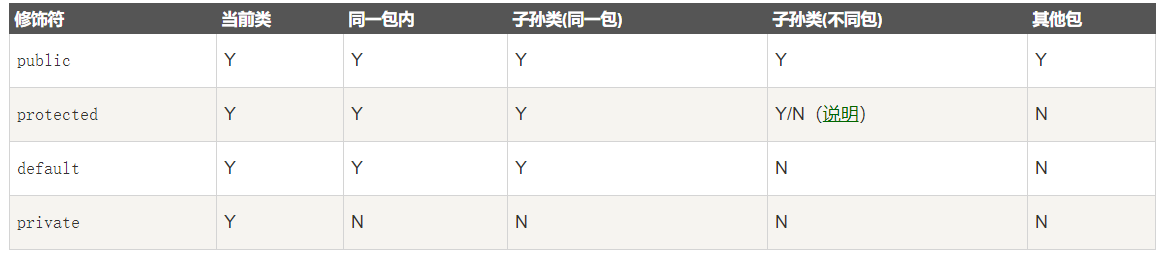 修饰符 当前类 同一包内 子孙类(同一包) 子孙类(不同包) 其他包
public Y Y Y Y Y
protected Y Y Y Y/N（说明） N
default Y Y Y N N
private Y N N N N